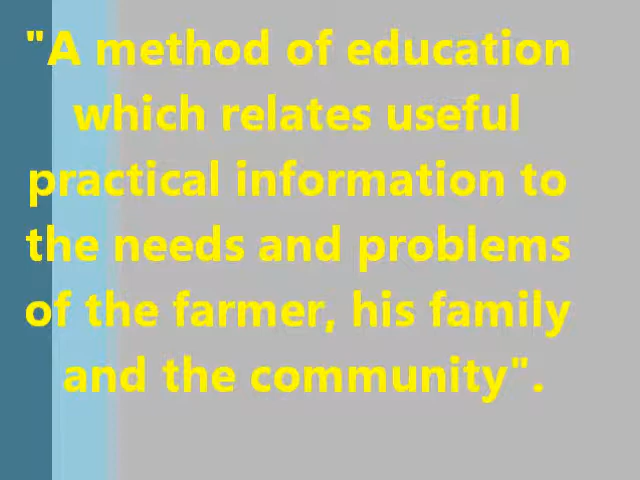 "A method of education
which relates useful
practical information to
the needs and problems
of the farmer, his family
and the community".